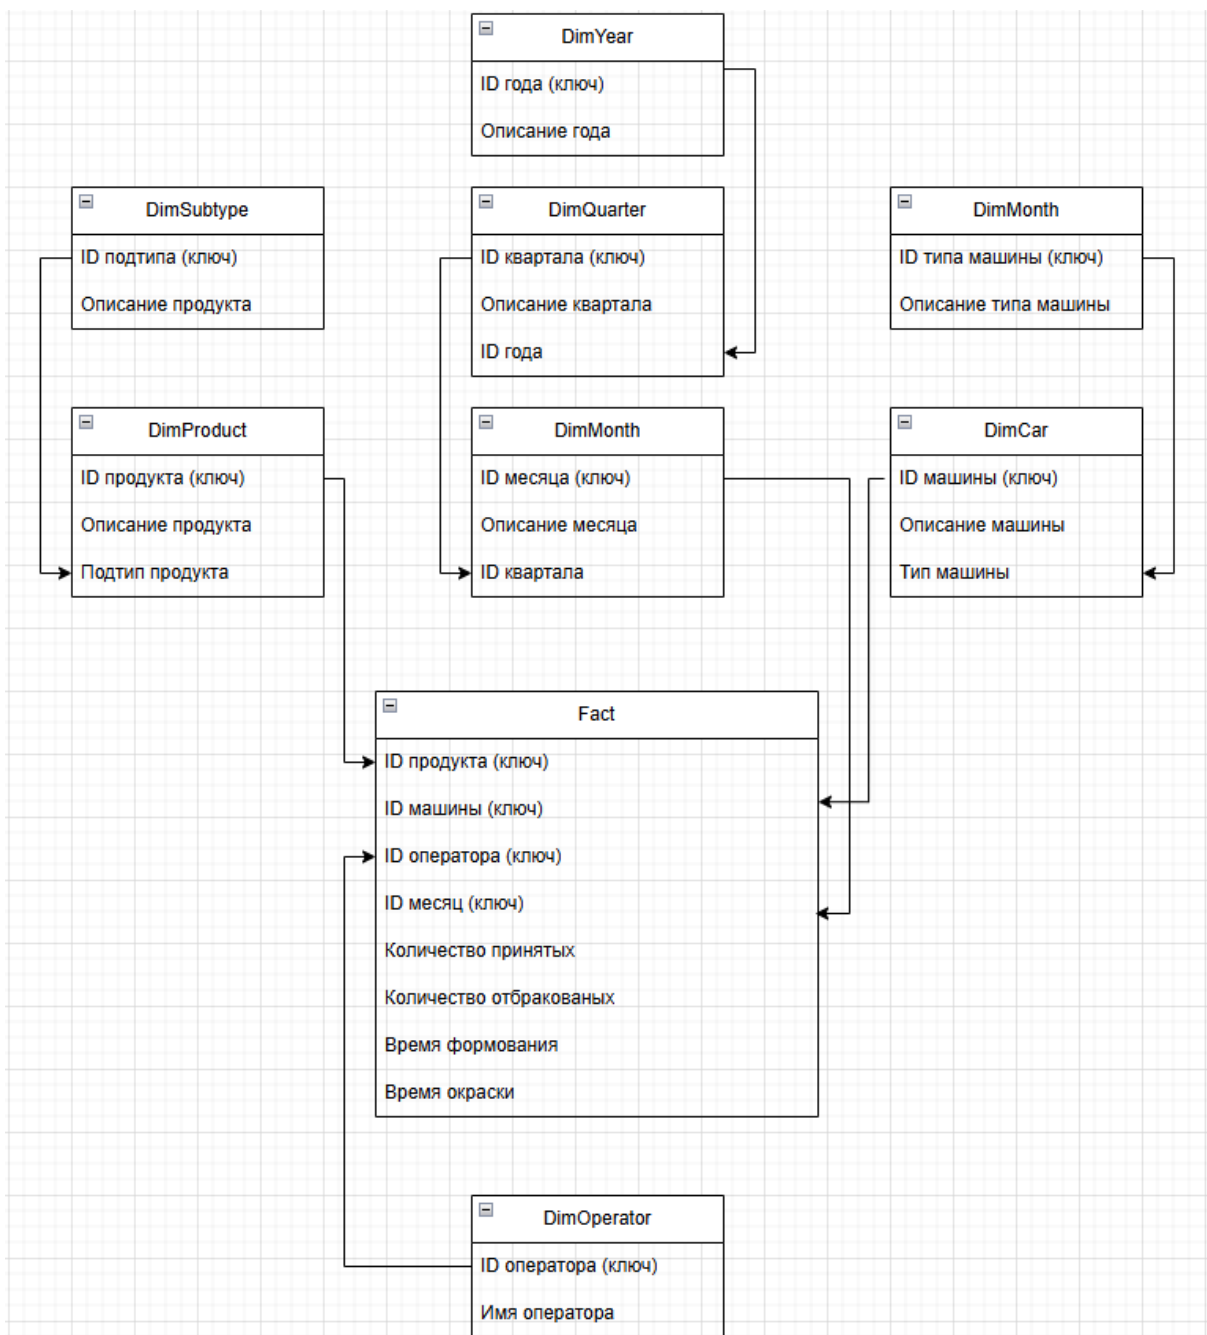 DimYear
ID года (ключ)
Описание года
DimSubtype
ID подтипа (ключ)
Описание продукта
DimQuarter
ID квартала (ключ)
Описание квартала
ID года
DimMonth
ID типа машины (ключ)
Описание типа машины
DimProduct
ID продукта (ключ)
Описание продукта
Подтип продукта
DimMonth
ID месяца (ключ)
Описание месяца
ID квартала
DimCar
ID машины (ключ)
Описание машины
Тип машины
Fact
ID продукта (ключ)
ID машины (ключ)
ID оператора (ключ)
ID месяц (ключ)
Количество принятых
Количество отбракованых
Время формования
Время окраски
DimOperator
ID оператора (ключ)
Имя оператора